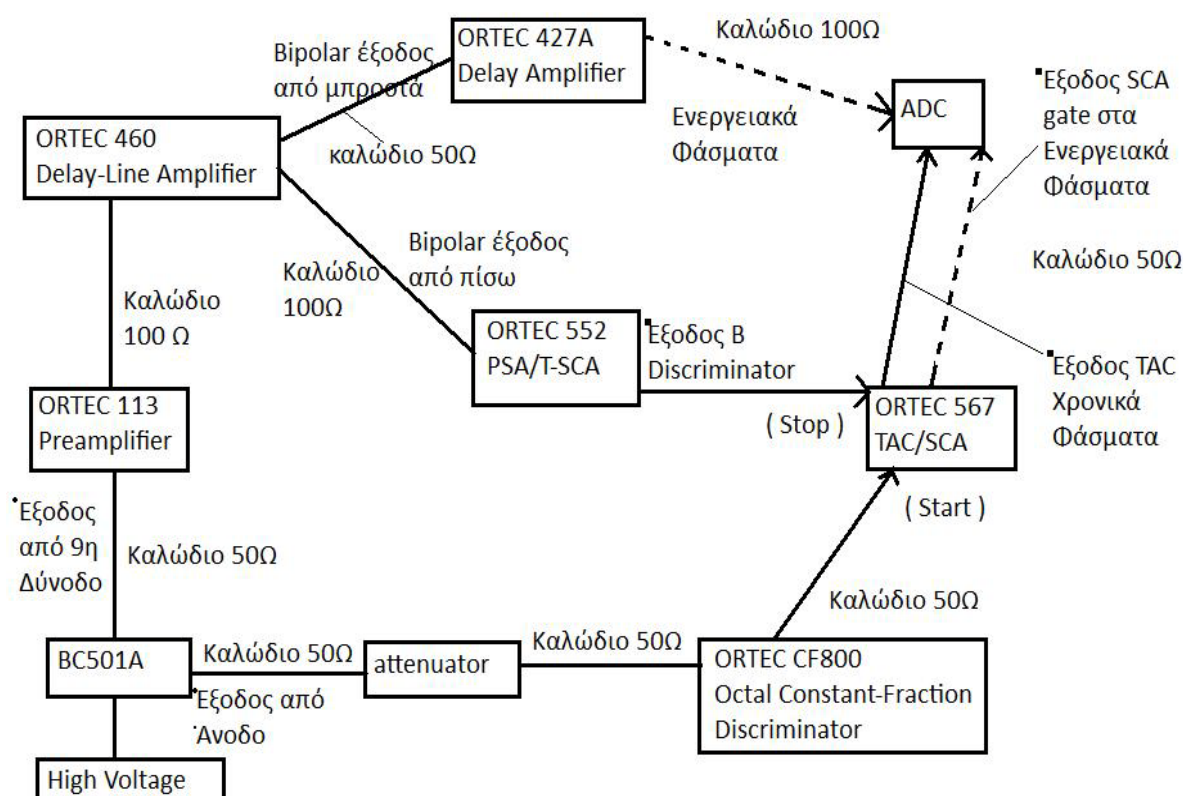 ORTEC 427A
Delay Amplifier
Καλώδιο 100Ω
Bipolar έξοδος
από μπροστά
καλώδιο 50Ω
Ενεργειακά
Φάσματα
ADC
Έξοδος SCA
gate στα
Ενεργειακά
Φάσματα
Καλώδιο 50Ω
ORTEC 460
Delay-Line Amplifier
Bipolar έξοδος
από πίσω
Καλώδιο
100Ω
Καλώδιο
100 Ω
ORTEC 552
PSA/T-SCA
Έξοδος B
Discriminator
( Stop )
ORTEC 567
TAC/SCA
Έξοδος TAC
Χρονικά
Φάσματα
( Start )
ORTEC 113
Preamplifier
Έξοδος
από 9η
Δύνοδο
Καλώδιο 50Ω
Καλώδιο 50Ω
BC501A
Καλώδιο 50Ω
Έξοδος από
Άνοδο
attenuator
Καλώδιο 50Ω
ORTEC CF800
Octal Constant-Fraction
Discriminator
High Voltage